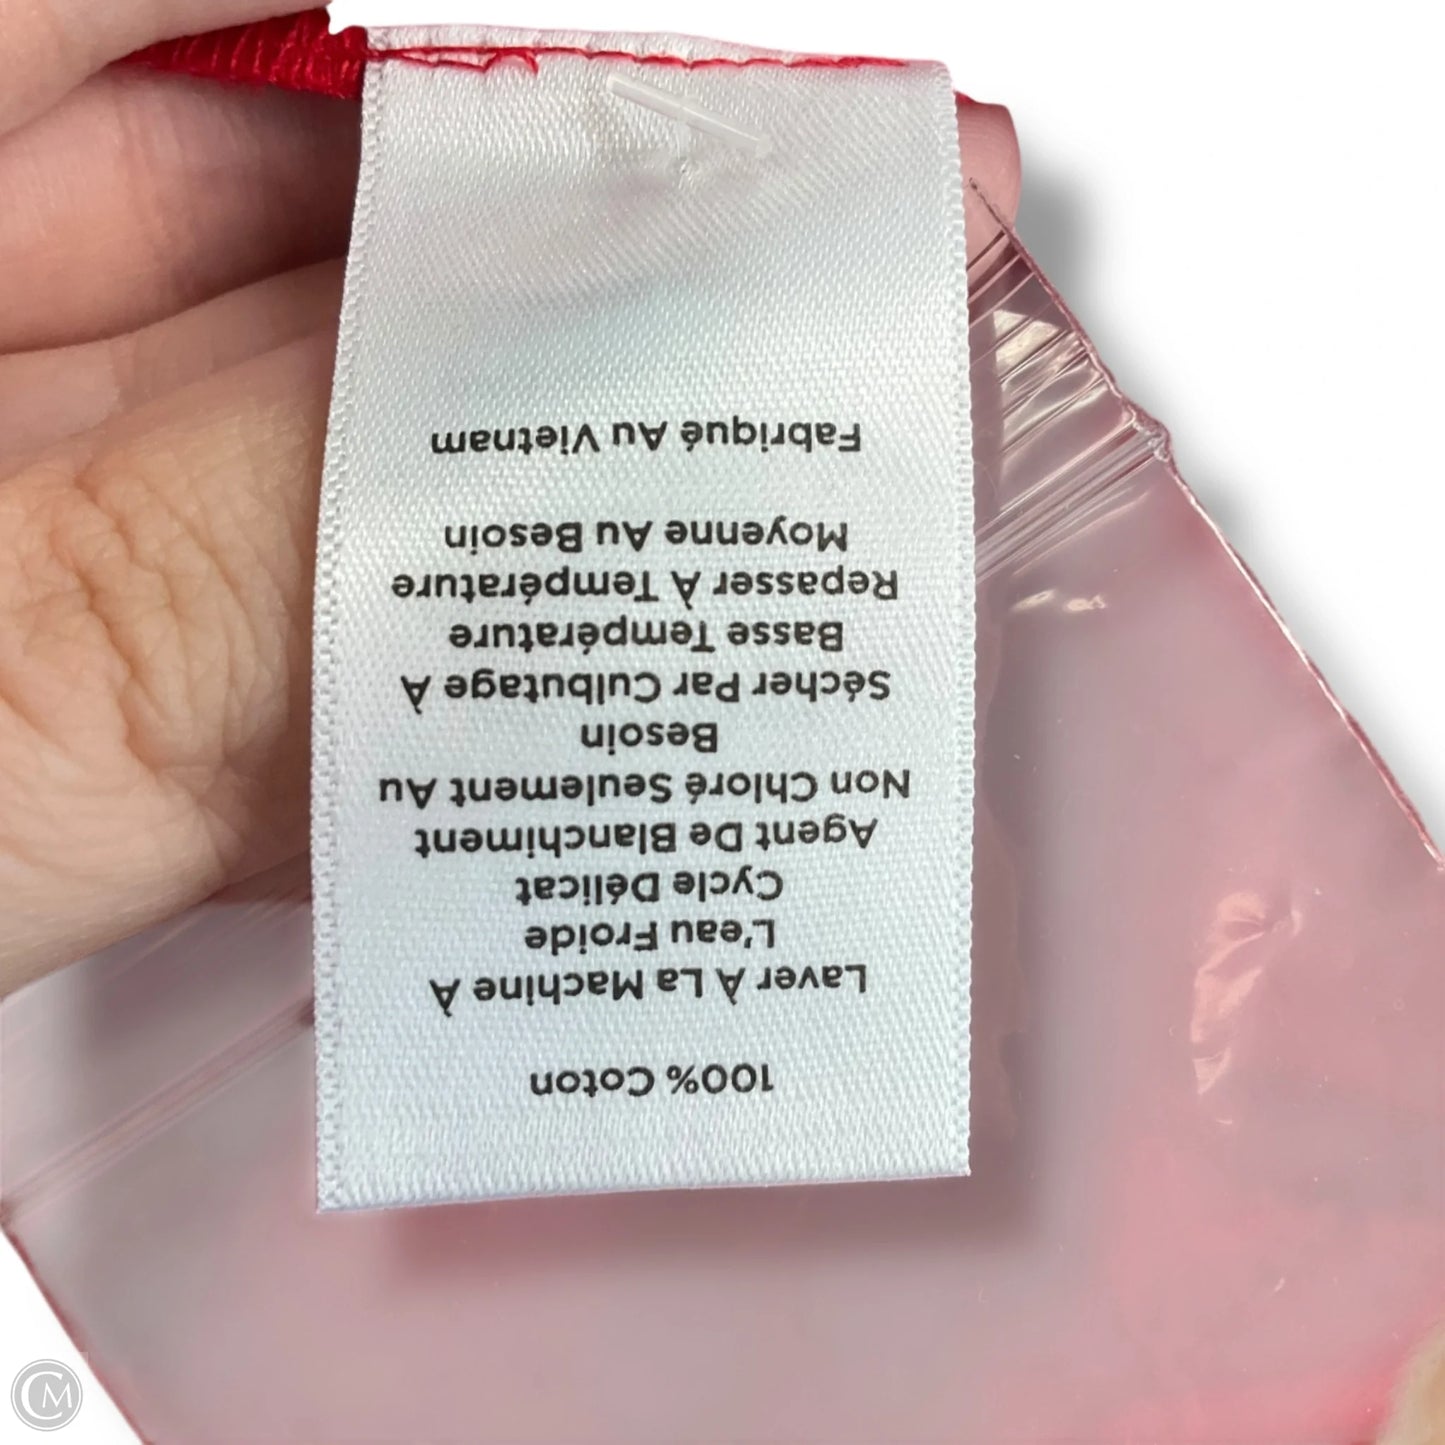 100% Coton
Laver À La Machine À
L'eau Froide
Cycle Délicat
Agent De Blanchiment
Non Chloré Seulement Au
Besoin
Sécher Par Culbutage À
Basse Température
Repasser À Température
Moyenne Au Besoin
Fabriqué Au Vietnam
CM